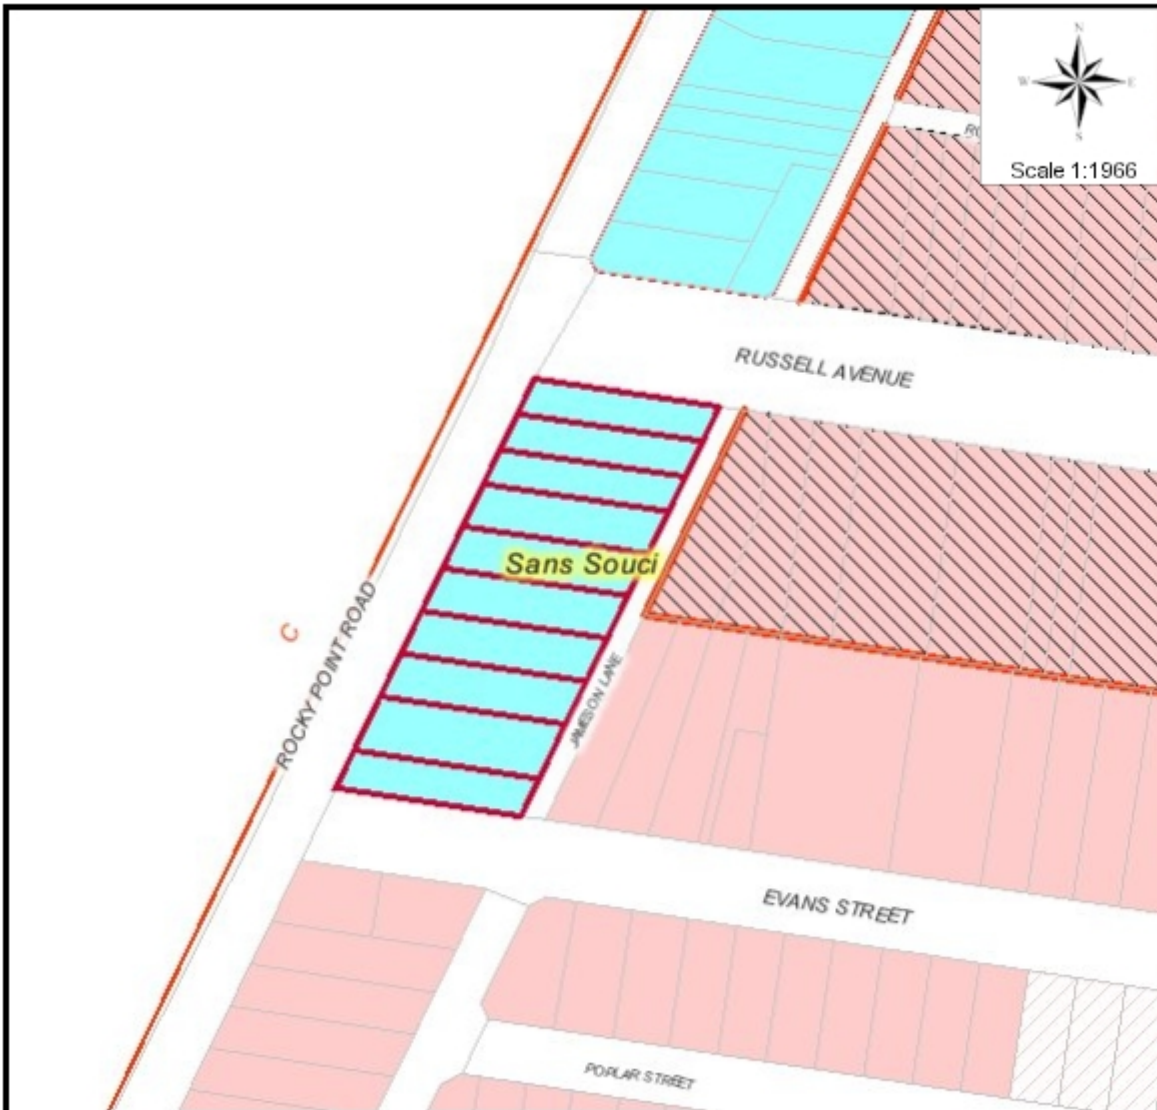 N
W E
S
Scale 1:1966
RUSSELL AVENUE
Sans Souci
C
ROCKY POINT ROAD
JAMESON LANE
EVANS STREET
POPLAR STREET